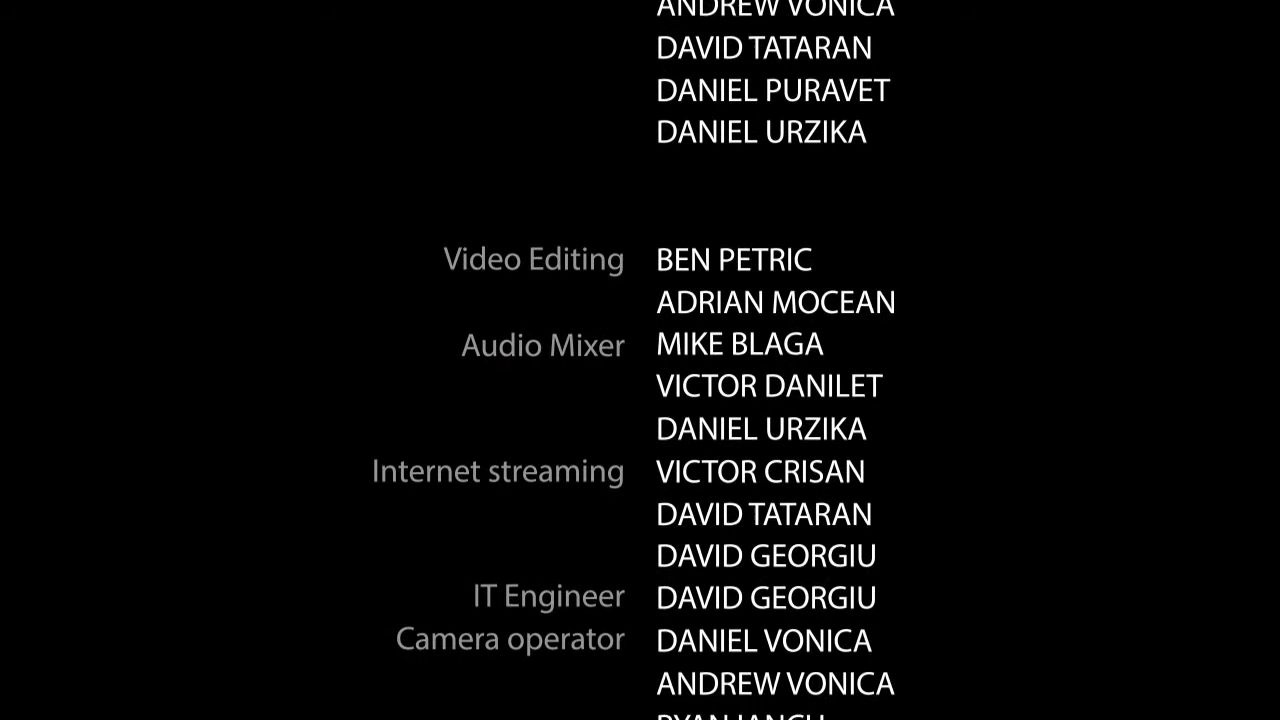 ANDREW VONICA
DAVID TATARAN
DANIEL PURAVET
DANIEL URZIKA
Video Editing BEN PETRIC
ADRIAN MOCEAN
Audio Mixer MIKE BLAGA
VICTOR DANILET
DANIEL URZIKA
Internet streaming VICTOR CRISAN
DAVID TATARAN
DAVID GEORGIU
IT Engineer DAVID GEORGIU
Camera operator DANIEL VONICA
ANDREW VONICA